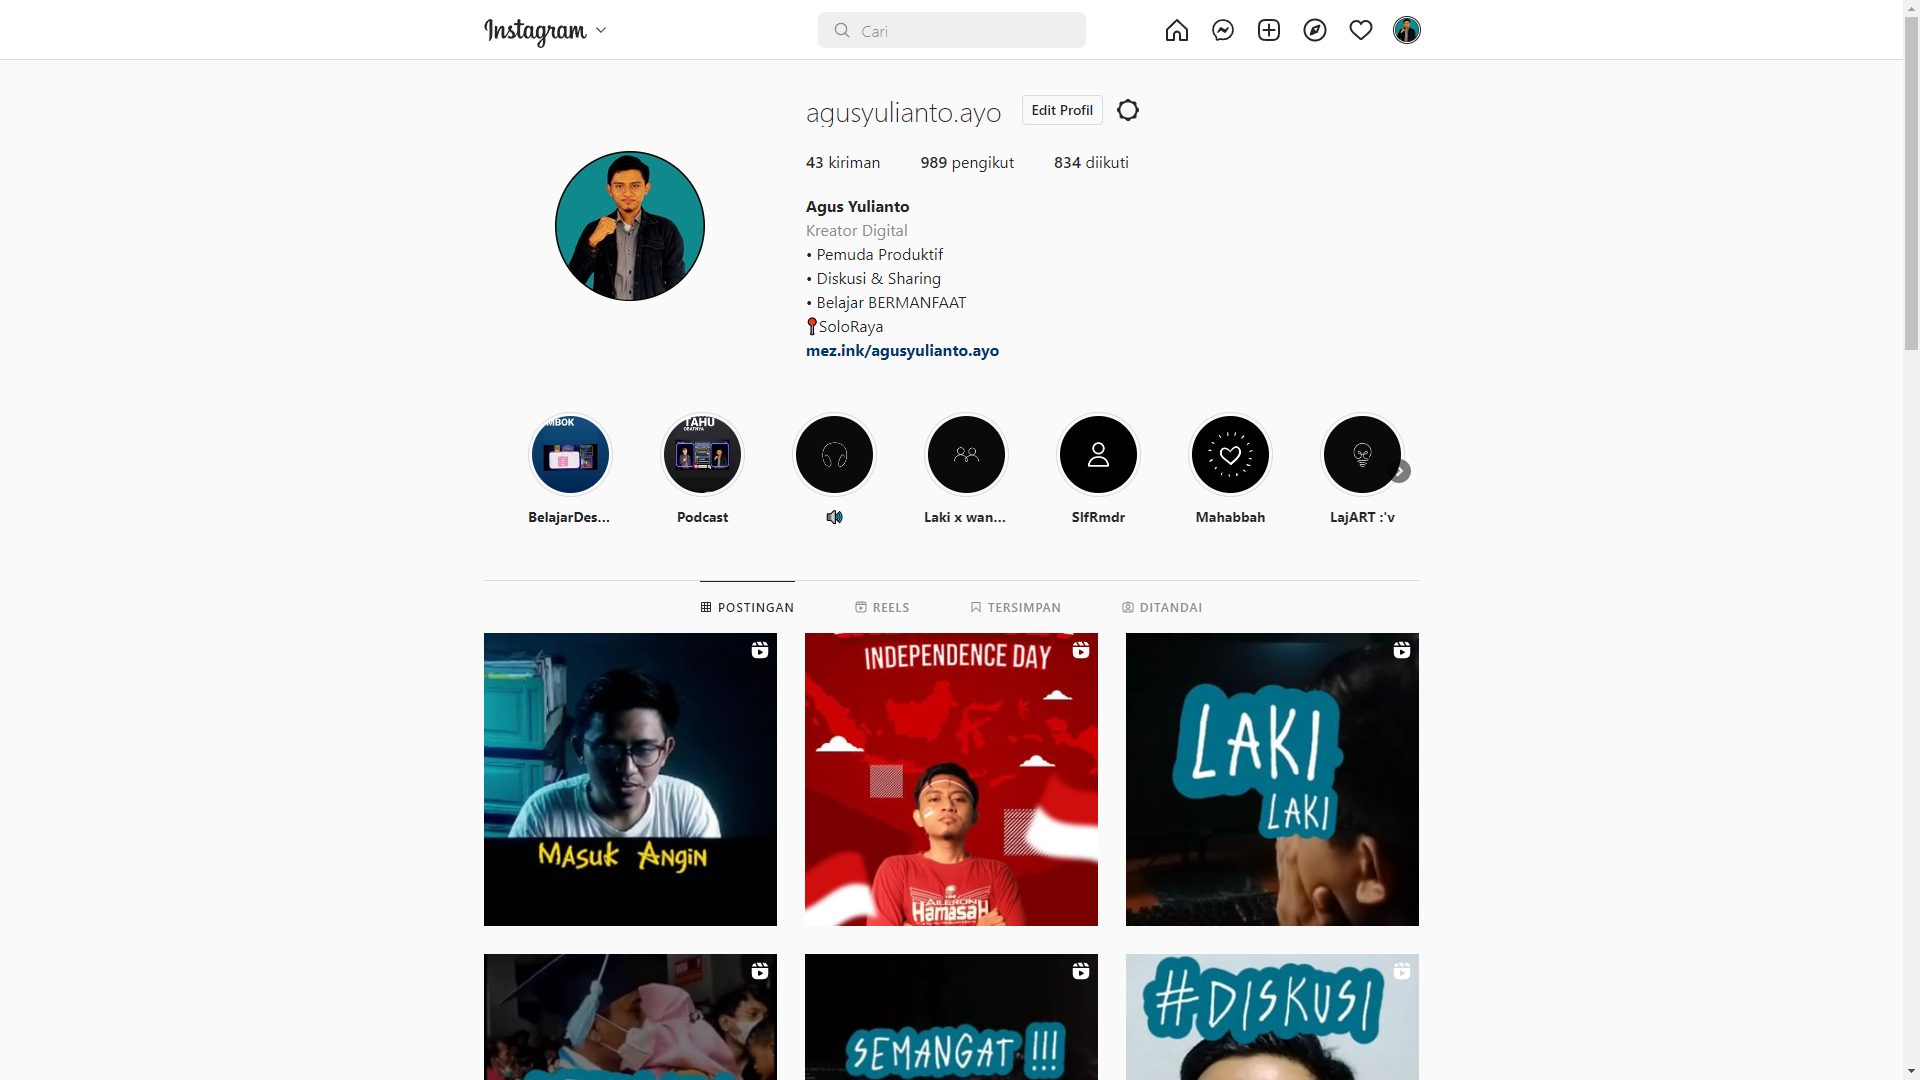 Instagram
Cari
agusyulianto.ayo
Edit Profil
43 kiriman 989 pengikut 834 diikuti
Agus Yulianto
Kreator Digital
• Pemuda Produktif
• Diskusi & Sharing
• Belajar BERMANFAAT
📍SoloRaya
mez.ink/agusyulianto.ayo
MBOK
TAHU
OBATNYA
BelajarDes...
Podcast
🔊
Laki x wan...
SlfRmdr
Mahabbah
LajART :'v
POSTINGAN
REELS
TERSIMPAN
DITANDAI
MASUK ANGIN
INDEPENDENCE DAY
AILERON
HAMASAH
LAKI
LAKI
SEMANGAT !!!
#DISKUSI